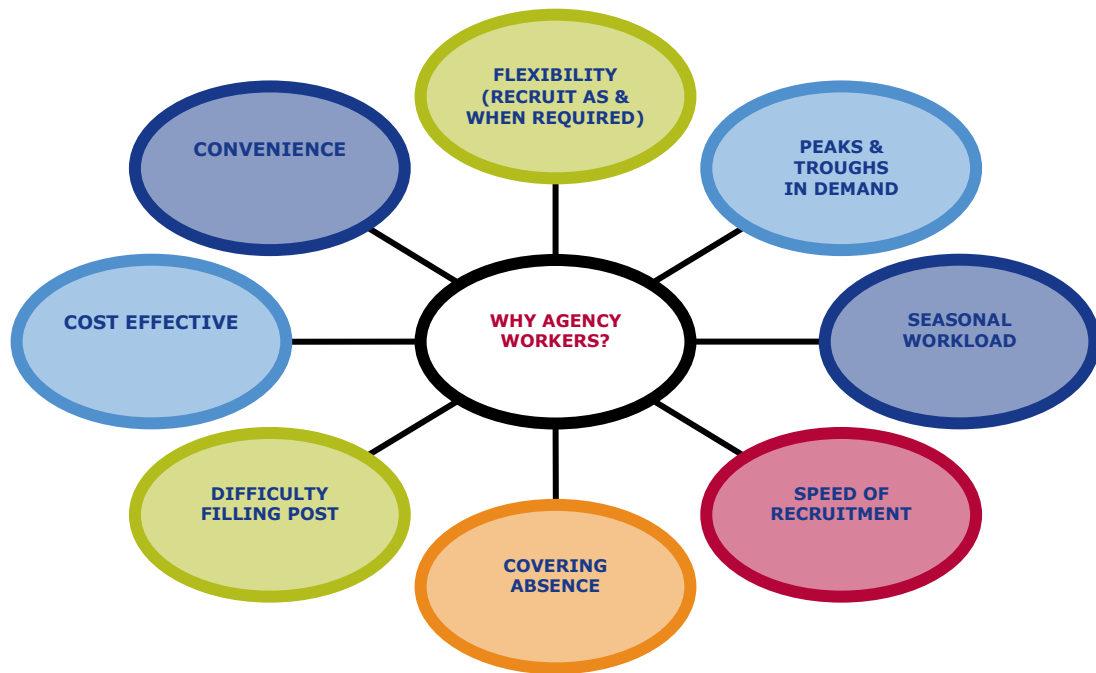 FLEXIBILITY
(RECRUIT AS &
WHEN REQUIRED)
CONVENIENCE
PEAKS &
TROUGHS
IN DEMAND
COST EFFECTIVE
WHY AGENCY
WORKERS?
SEASONAL
WORKLOAD
DIFFICULTY
FILLING POST
SPEED OF
RECRUITMENT
COVERING
ABSENCE